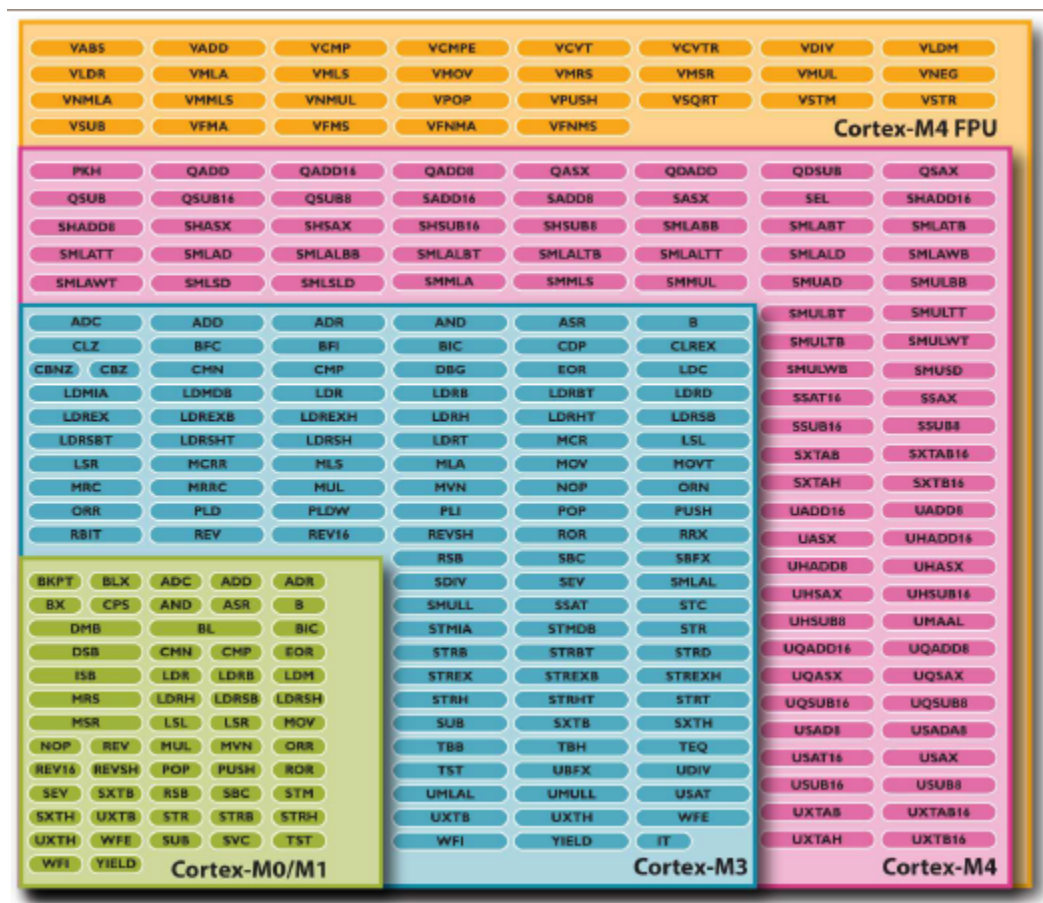 VABS VADD VCMP VCMPE VCVT VCVTR VDIV VLDM
VLDR VMLA VMLS VMOV VMRS VMSR VMUL VNEG
VNMLA VMMLS VNMUL VPOP VPUSH VSQRT VSTM VSTR
VSUB VFMA VFMS VFNMA VFNMS
Cortex-M4 FPU
PKH QADD QADD16 QADD8 QASX QDADD QDSUB QSAX
QSUB QSUB16 QSUB8 SADD16 SADD8 SASX SEL SHADD16
SHADD8 SHASX SHSAX SHSUB16 SHSUB8 SMLABB SMLABT SMLATB
SMLATT SMLAD SMLALBB SMLALBT SMLALTB SMLALTT SMLALD SMLAWB
SMLAWT SMLSD SMLSLD SMMLA SMMLS SMMUL SMUAD SMULBB
ADC ADD ADR AND ASR B SMULBT SMULTT
CLZ BFC BFI BIC CDP CLREX SMULTB SMULWT
CBNZ CBZ CMN CMP DBG EOR LDC SMULWB SMUSD
LDMIA LDMDB LDR LDRB LDRBT LDRD SSAT16 SSAX
LDREX LDREXB LDREXH LDRH LDRHT LDRSB SSUB16 SSUB8
LDRSBT LDRSHT LDRSH LDRT MCR LSL SXTAB SXTAB16
LSR MCRR MLS MLA MOV MOVT
MRC MRRC MUL MVN NOP ORN SXTAH SXTB16
ORR PLD PLDW PLI POP PUSH UADD16 UADD8
RBIT REV REV16 REVSH ROR RRX UASX UHADD16
RSB SBC SBFX UHADD8 UHASX
BKPT BLX ADC ADD ADR SDIV SEV SMLAL
BX CPS AND ASR B SMULL SSAT STC UHSAX UHSUB16
DMB BL BIC STMIA STMDB STR UHSUB8 UMAAL
DSB CMN CMP EOR STRB STRBT STRD UQADD16 UQADD8
ISB LDR LDRB LDM STREX STREXB STREXH UQASX UQSAX
MRS LDRH LDRSB LDRSH STRH STRHT STRT UQSUB16 UQSUB8
MSR LSL LSR MOV SUB SXTB SXTH USAD8 USADA8
NOP REV MUL MVN ORR TBB TBH TEQ USAT16 USAX
REV16 REVSH POP PUSH ROR TST UBFX UDIV
SEV SXTB RSB SBC STM UMLAL UMULL USAT USUB16 USUB8
SXTH UXTB STR STRB STRH UXTB UXTH WFE UXTAB UXTAB16
UXTH WFE SUB SVC TST WFI YIELD IT UXTAH UXTB16
WFI YIELD
Cortex-M0/M1
Cortex-M3
Cortex-M4